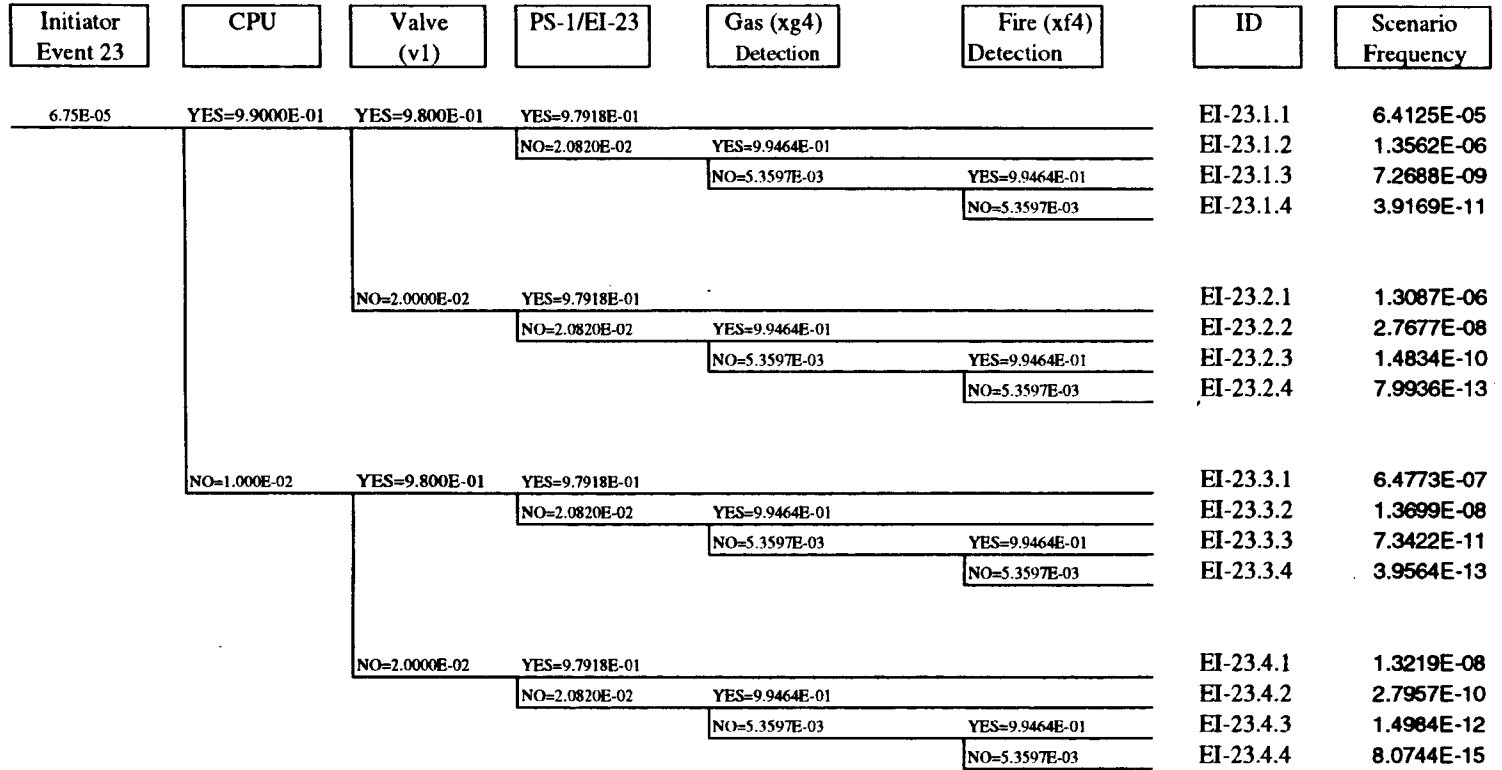 Initiator Event 23 CPU Valve (v1) PS-1/EI-23 Gas (xg4) Detection Fire (xf4) Detection ID Scenario Frequency
6.75E-05 YES=9.9000E-01 YES=9.800E-01 YES=9.7918E-01 EI-23.1.1 6.4125E-05
NO=2.0820E-02 YES=9.9464E-01 EI-23.1.2 1.3562E-06
NO=5.3597E-03 YES=9.9464E-01 EI-23.1.3 7.2688E-09
NO=5.3597E-03 EI-23.1.4 3.9169E-11
NO=2.0000E-02 YES=9.7918E-01 EI-23.2.1 1.3087E-06
NO=2.0820E-02 YES=9.9464E-01 EI-23.2.2 2.7677E-08
NO=5.3597E-03 YES=9.9464E-01 EI-23.2.3 1.4834E-10
NO=5.3597E-03 EI-23.2.4 7.9936E-13
NO=1.000E-02 YES=9.800E-01 YES=9.7918E-01 EI-23.3.1 6.4773E-07
NO=2.0820E-02 YES=9.9464E-01 EI-23.3.2 1.3699E-08
NO=5.3597E-03 YES=9.9464E-01 EI-23.3.3 7.3422E-11
NO=5.3597E-03 EI-23.3.4 3.9564E-13
NO=2.0000E-02 YES=9.7918E-01 EI-23.4.1 1.3219E-08
NO=2.0820E-02 YES=9.9464E-01 EI-23.4.2 2.7957E-10
NO=5.3597E-03 YES=9.9464E-01 EI-23.4.3 1.4984E-12
NO=5.3597E-03 EI-23.4.4 8.0744E-15